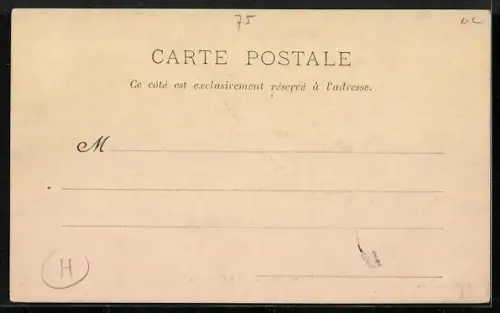 75
CARTE POSTALE
Ce côté est exclusivement réservé à l'adresse.
M
H